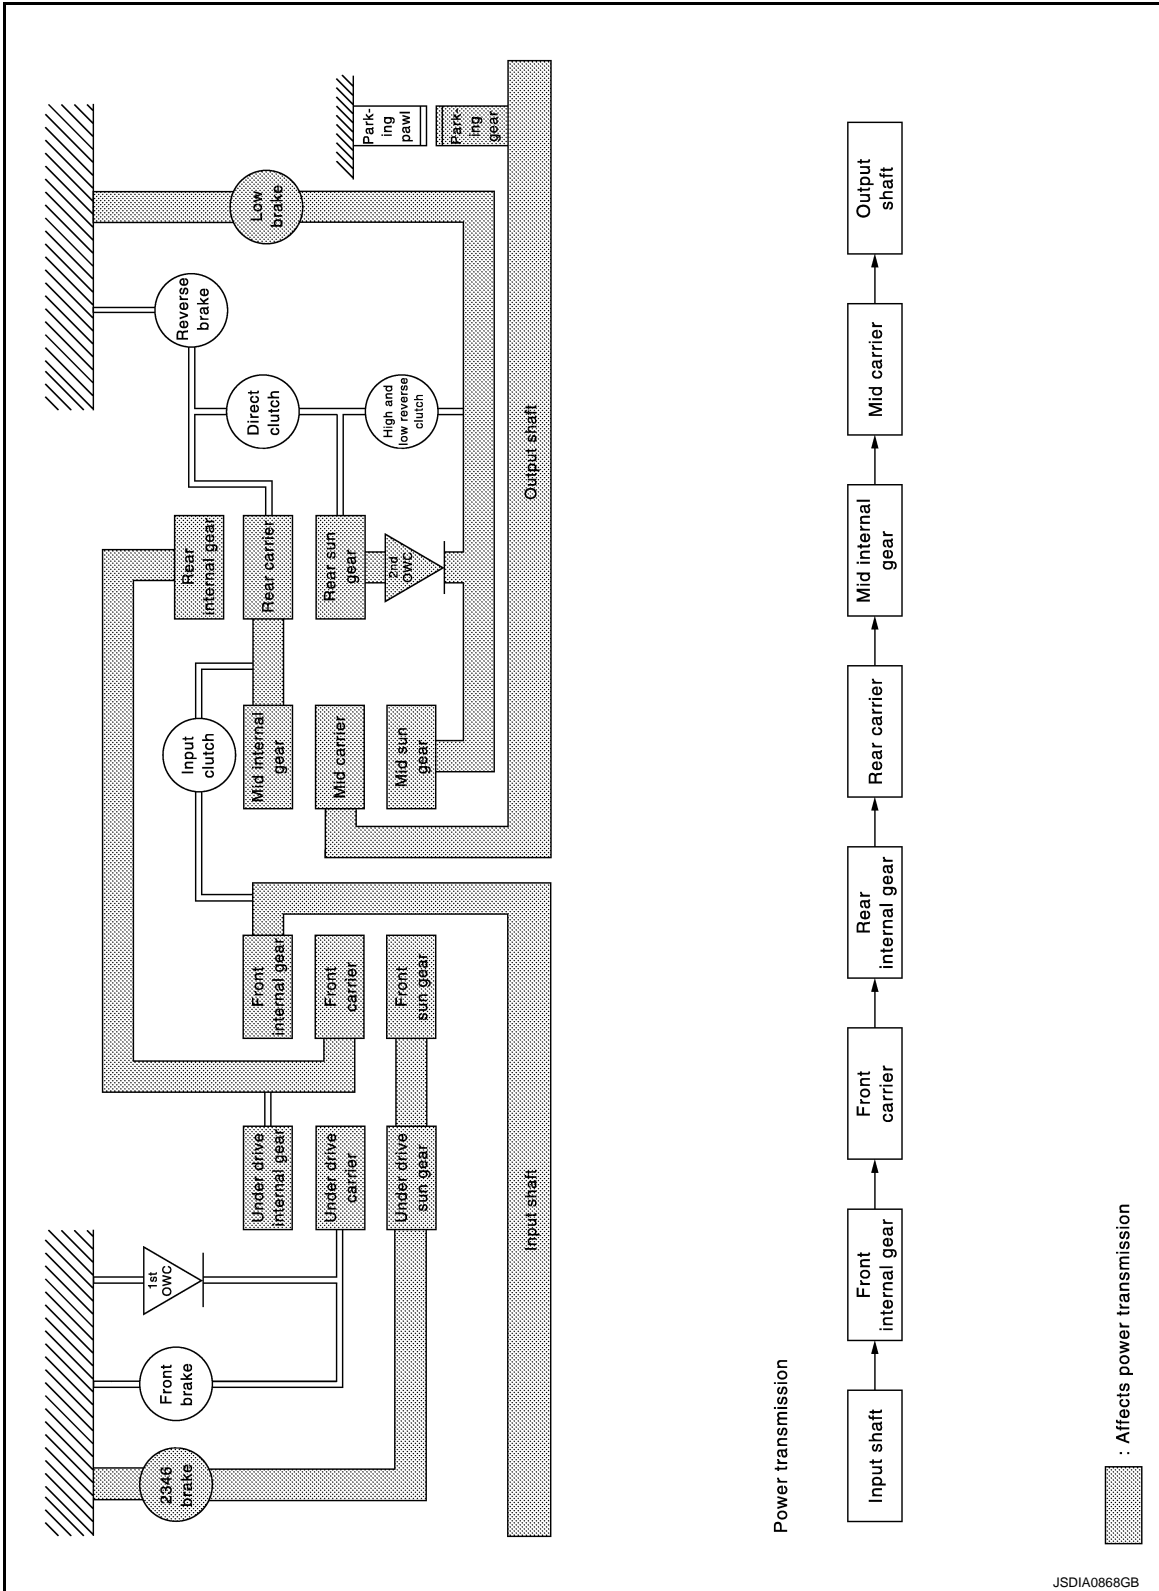 2346
brake
Front
brake
1st
OWC
Under drive
internal gear
Under drive
carrier
Under drive
sun gear
Front
internal gear
Front
carrier
Front
sun gear
Input shaft
Input
clutch
Mid internal
gear
Mid carrier
Mid sun
gear
Rear
internal gear
Rear carrier
Rear sun
gear
2nd
OWC
Direct
clutch
High and
low reverse
clutch
Reverse
brake
Low
brake
Park-
ing
pawl
Park-
ing
gear
Output shaft
Power transmission
Input shaft
Front
internal gear
Front
carrier
Rear
internal gear
Rear carrier
Mid internal
gear
Mid carrier
Output
shaft
: Affects power transmission
JSDIA0868GB